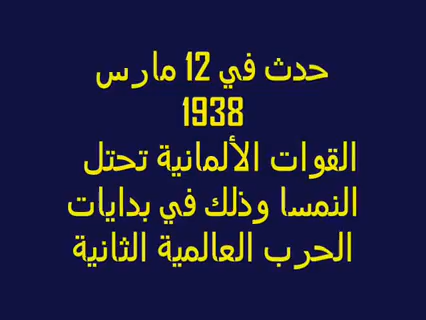 حدث في 12 مارس
1938
القوات الألمانية تحتل
النمسا وذلك في بدايات
الحرب العالمية الثانية